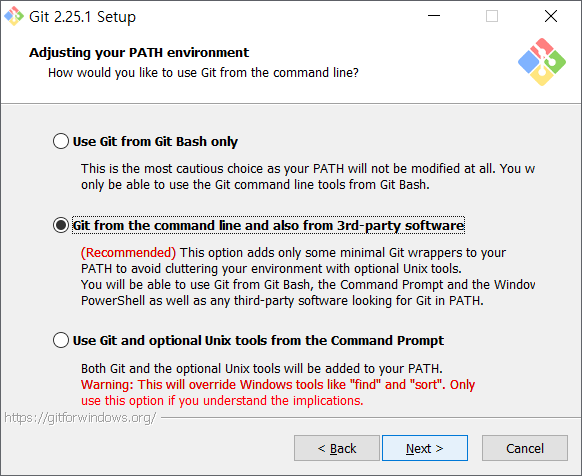 Git 2.25.1 Setup
Adjusting your PATH environment
How would you like to use Git from the command line?
Use Git from Git Bash only
This is the most cautious choice as your PATH will not be modified at all. You w
only be able to use the Git command line tools from Git Bash.
Git from the command line and also from 3rd-party software
(Recommended) This option adds only some minimal Git wrappers to your
PATH to avoid cluttering your environment with optional Unix tools.
You will be able to use Git from Git Bash, the Command Prompt and the Window
PowerShell as well as any third-party software looking for Git in PATH.
Use Git and optional Unix tools from the Command Prompt
Both Git and the optional Unix tools will be added to your PATH.
Warning: This will override Windows tools like "find" and "sort". Only
use this option if you understand the implications.
https://gitforwindows.org/
< Back Next > Cancel